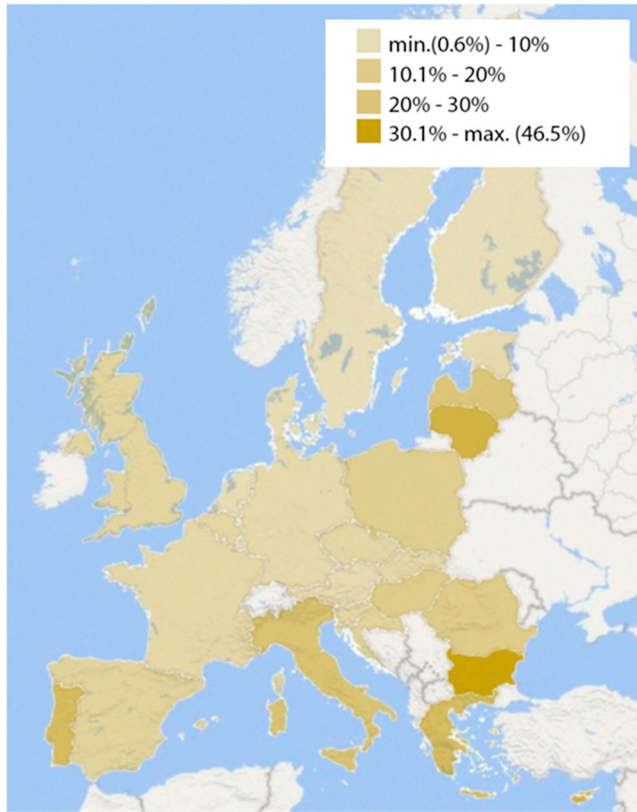 min.(0.6%) - 10%
10.1% - 20%
20% - 30%
30.1% - max. (46.5%)